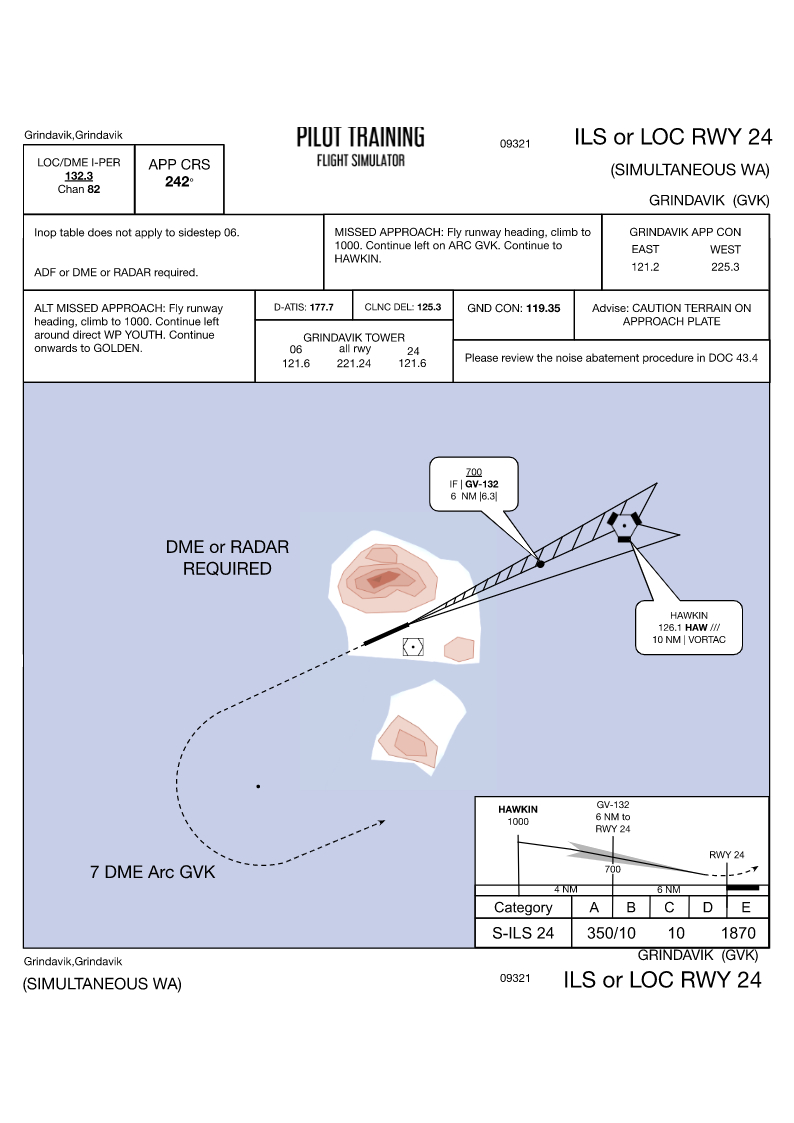 Grindavik,Grindavik
PILOT TRAINING
FLIGHT SIMULATOR
09321
ILS or LOC RWY 24
(SIMULTANEOUS WA)
GRINDAVIK (GVK)
LOC/DME I-PER
132.3
Chan 82
APP CRS
242°
Inop table does not apply to sidestep 06.
ADF or DME or RADAR required.
MISSED APPROACH: Fly runway heading, climb to
1000. Continue left on ARC GVK. Continue to
HAWKIN.
GRINDAVIK APP CON
EAST WEST
121.2 225.3
ALT MISSED APPROACH: Fly runway
heading, climb to 1000. Continue left
around direct WP YOUTH. Continue
onwards to GOLDEN.
D-ATIS: 177.7
CLNC DEL: 125.3
GRINDAVIK TOWER
06 all rwy 24
121.6 221.24 121.6
GND CON: 119.35
Advise: CAUTION TERRAIN ON
APPROACH PLATE
Please review the noise abatement procedure in DOC 43.4
700
IF | GV-132
6 NM |6.3|
DME or RADAR
REQUIRED
HAWKIN
126.1 HAW ///
10 NM | VORTAC
7 DME Arc GVK
HAWKIN
1000
GV-132
6 NM to
RWY 24
RWY 24
700
4 NM 6 NM
Category A B C D E
S-ILS 24 350/10 10 1870
Grindavik,Grindavik
(SIMULTANEOUS WA)
09321
GRINDAVIK (GVK)
ILS or LOC RWY 24